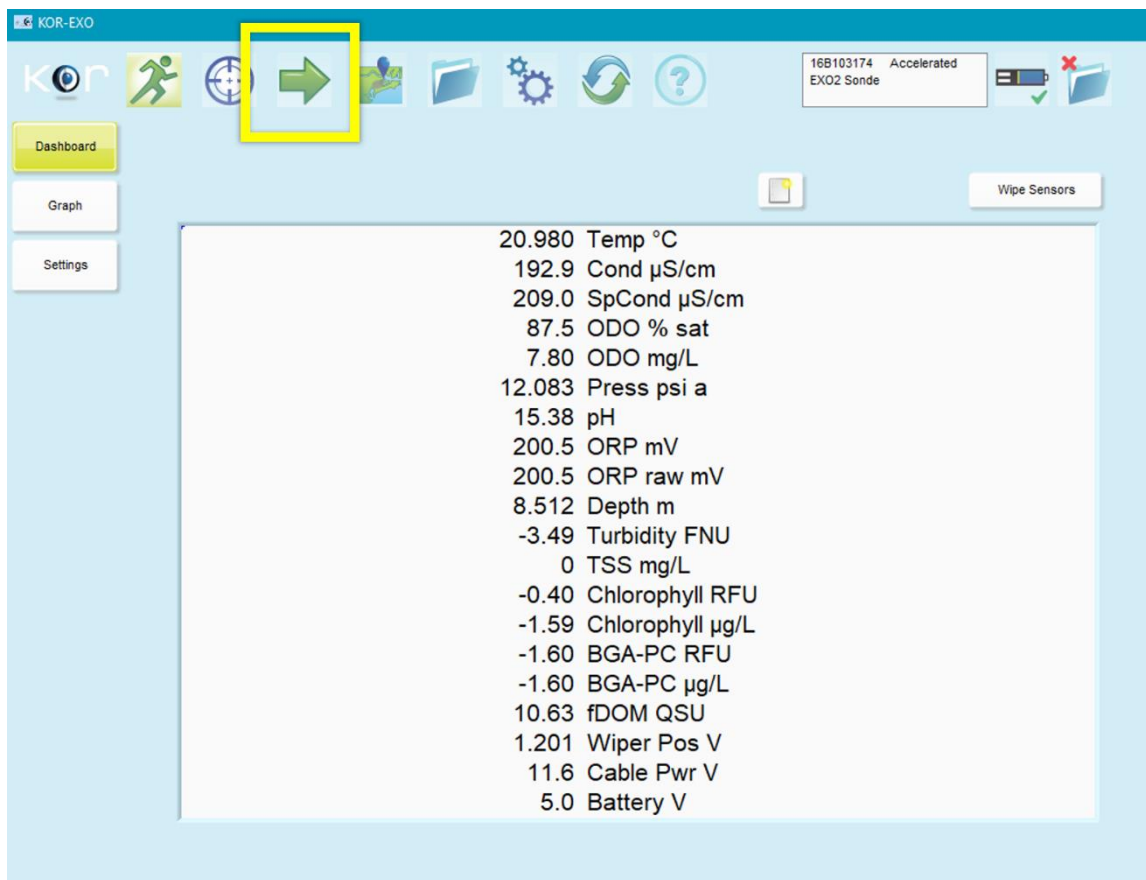 KOR-EXO
Kor
?
16B103174 Accelerated
EXO2 Sonde
Dashboard
Graph
Settings
Wipe Sensors
20.980 Temp °C
192.9 Cond µS/cm
209.0 SpCond µS/cm
87.5 ODO % sat
7.80 ODO mg/L
12.083 Press psi a
15.38 pH
200.5 ORP mV
200.5 ORP raw mV
8.512 Depth m
-3.49 Turbidity FNU
0 TSS mg/L
-0.40 Chlorophyll RFU
-1.59 Chlorophyll µg/L
-1.60 BGA-PC RFU
-1.60 BGA-PC µg/L
10.63 fDOM QSU
1.201 Wiper Pos V
11.6 Cable Pwr V
5.0 Battery V